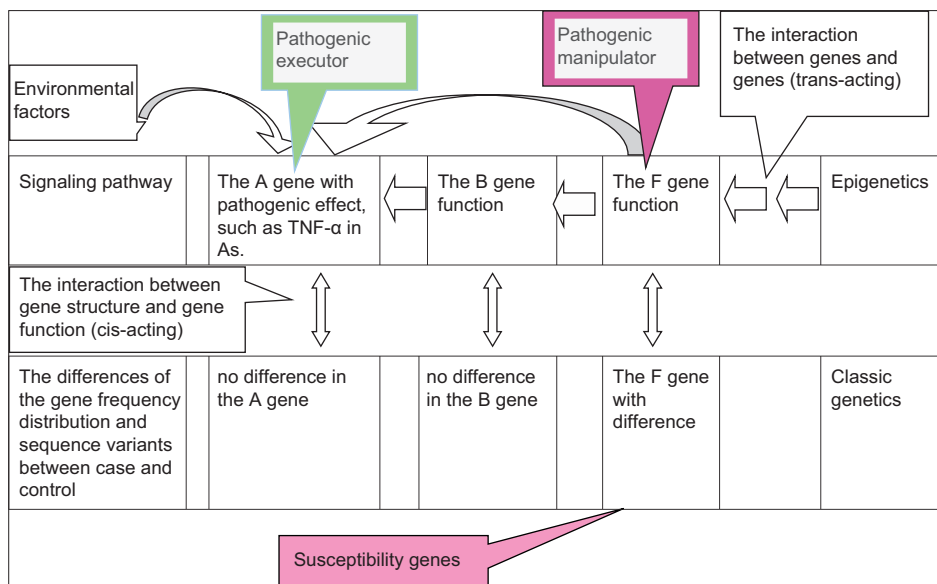 Pathogenic
executor
Pathogenic
manipulator
The interaction
between genes and
genes (trans-acting)
Environmental
factors
Signaling pathway
The A gene with
pathogenic effect,
such as TNF-α in
As.
The B gene
function
The F gene
function
Epigenetics
The interaction between
gene structure and gene
function (cis-acting)
The differences of
the gene frequency
distribution and
sequence variants
between case and
control
no difference in
the A gene
no difference
in the B gene
The F gene
with
difference
Classic
genetics
Susceptibility genes